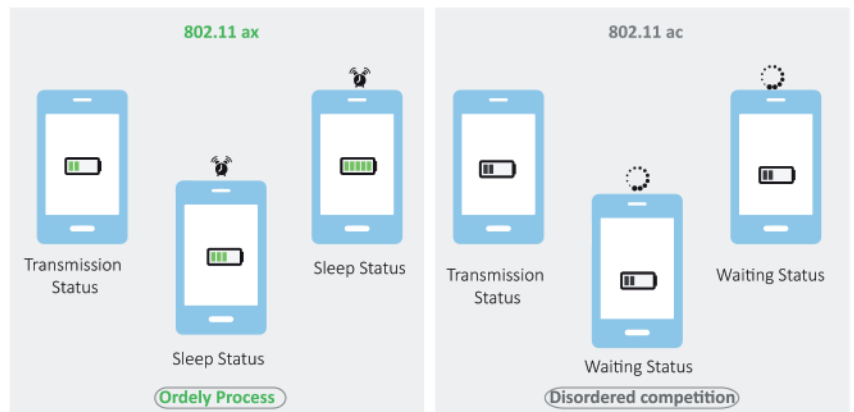 802.11 ax
Transmission
Status
Sleep Status
Sleep Status
Ordely Process
802.11 ac
Transmission
Status
Waiting Status
Waiting Status
Disordered competition